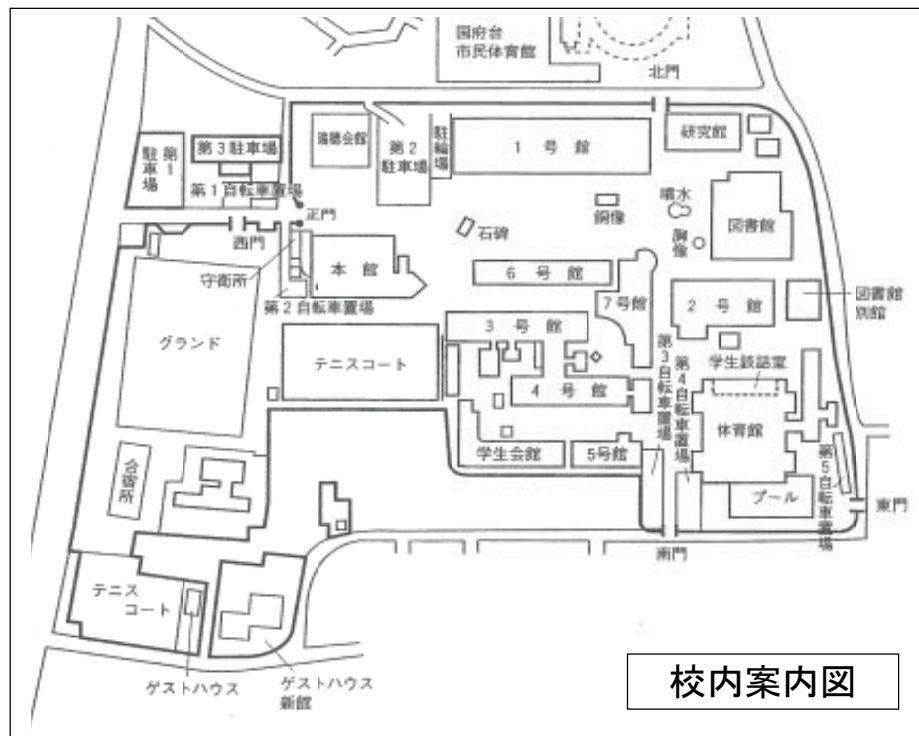 国府台
市民体育館
北門
瑞穂会館
第2
駐車場
駐輪場
1号館
研究館
第1
駐車場
第3駐車場
第1自転車置場
正門
西門
守衛所
本館
第2自転車置場
石碑
銅像
噴水
胸像
図書館
図書館
別館
6号館
7号館
2号館
3号館
4号館
5号館
学生会館
テニスコート
グランド
合宿所
第3自転車置場
第4自転車置場
学生談話室
体育館
プール
第5自転車置場
東門
南門
テニス
コート
ゲストハウス
ゲストハウス
新館
校内案内図